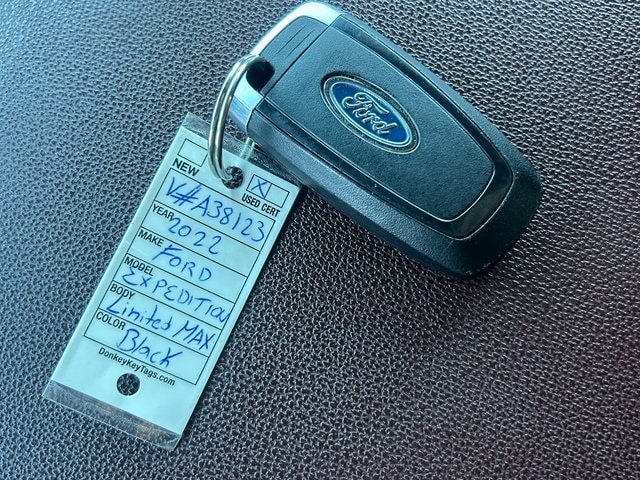 Ford
NEW X USED CERT
V#A38123
YEAR 2022
MAKE FORD
MODEL EXPEDITION
BODY Limited MAX
COLOR Black
DonkeyKeyTags.com